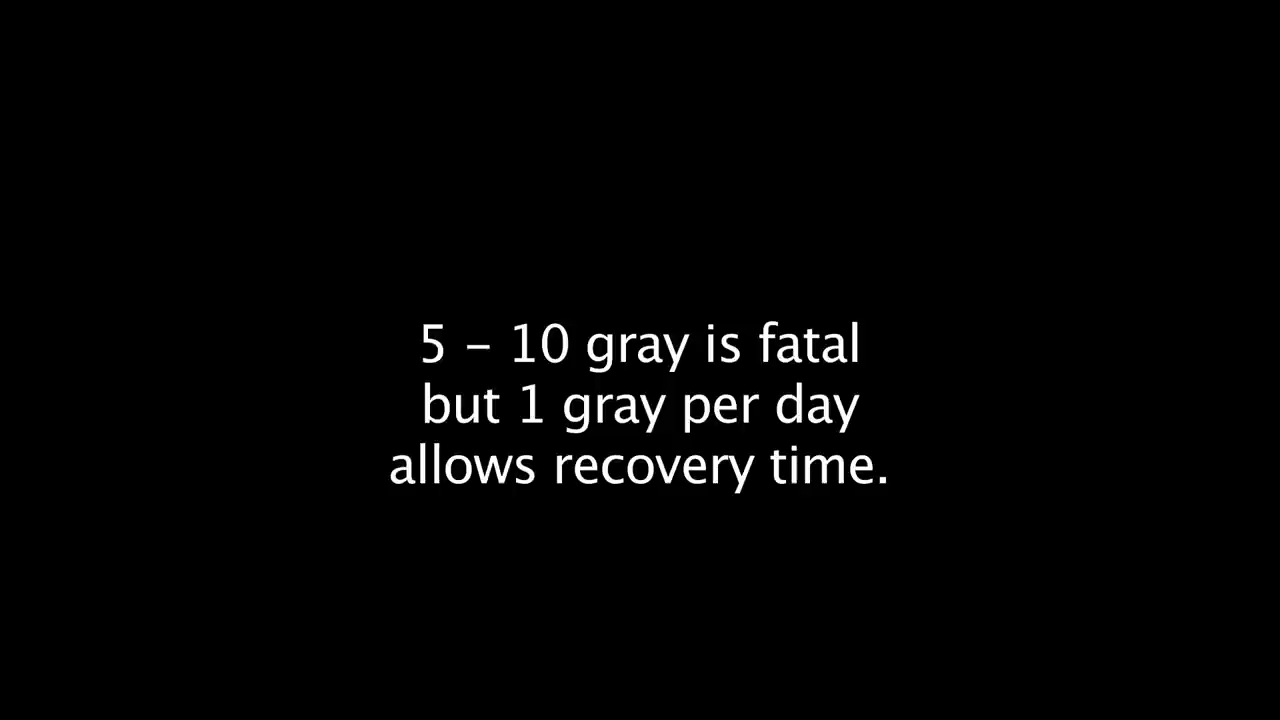 5 – 10 gray is fatal
but 1 gray per day
allows recovery time.